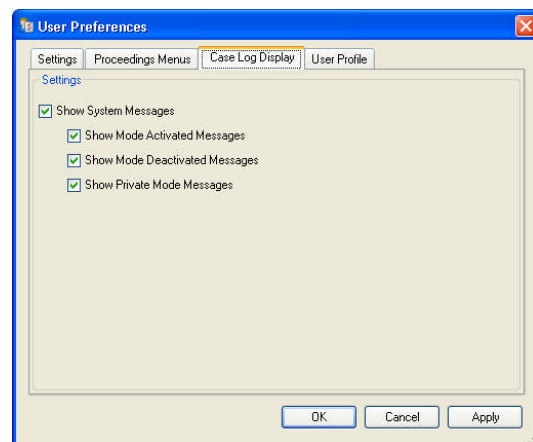 User Preferences
Settings Proceedings Menus Case Log Display User Profile
Settings
Show System Messages
Show Mode Activated Messages
Show Mode Deactivated Messages
Show Private Mode Messages
OK Cancel Apply